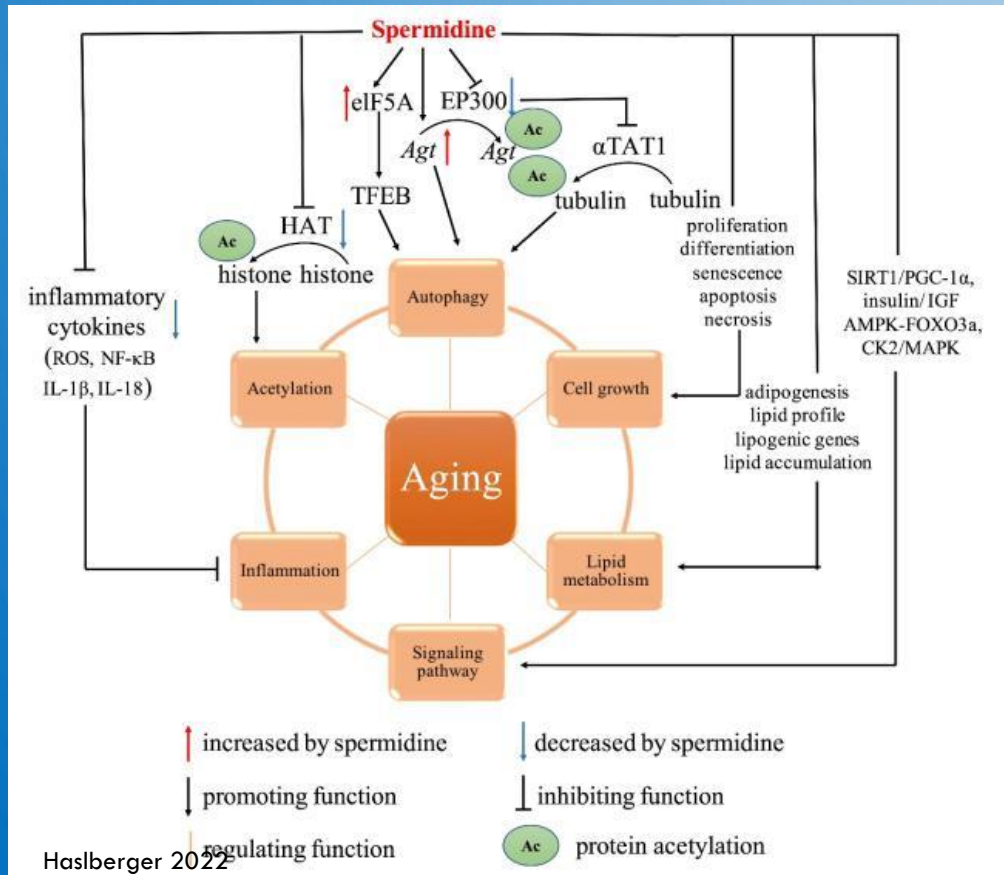 Spermidine
eIF5A
EP300
Ac
Agt
Agt
αTAT1
Ac
TFEB
tubulin
tubulin
HAT
Ac
histone histone
proliferation
differentiation
senescence
apoptosis
necrosis
inflammatory
cytokines
(ROS, NF-κB
IL-1β, IL-18)
SIRT1/PGC-1α,
insulin/ IGF
AMPK-FOXO3a,
CK2/MAPK
Autophagy
Acetylation
Cell growth
adipogenesis
lipid profile
lipogenic genes
lipid accumulation
Aging
Inflammation
Lipid
metabolism
Signaling
pathway
increased by spermidine
decreased by spermidine
promoting function
inhibiting function
regulating function
Ac
protein acetylation
Haslberger 2022